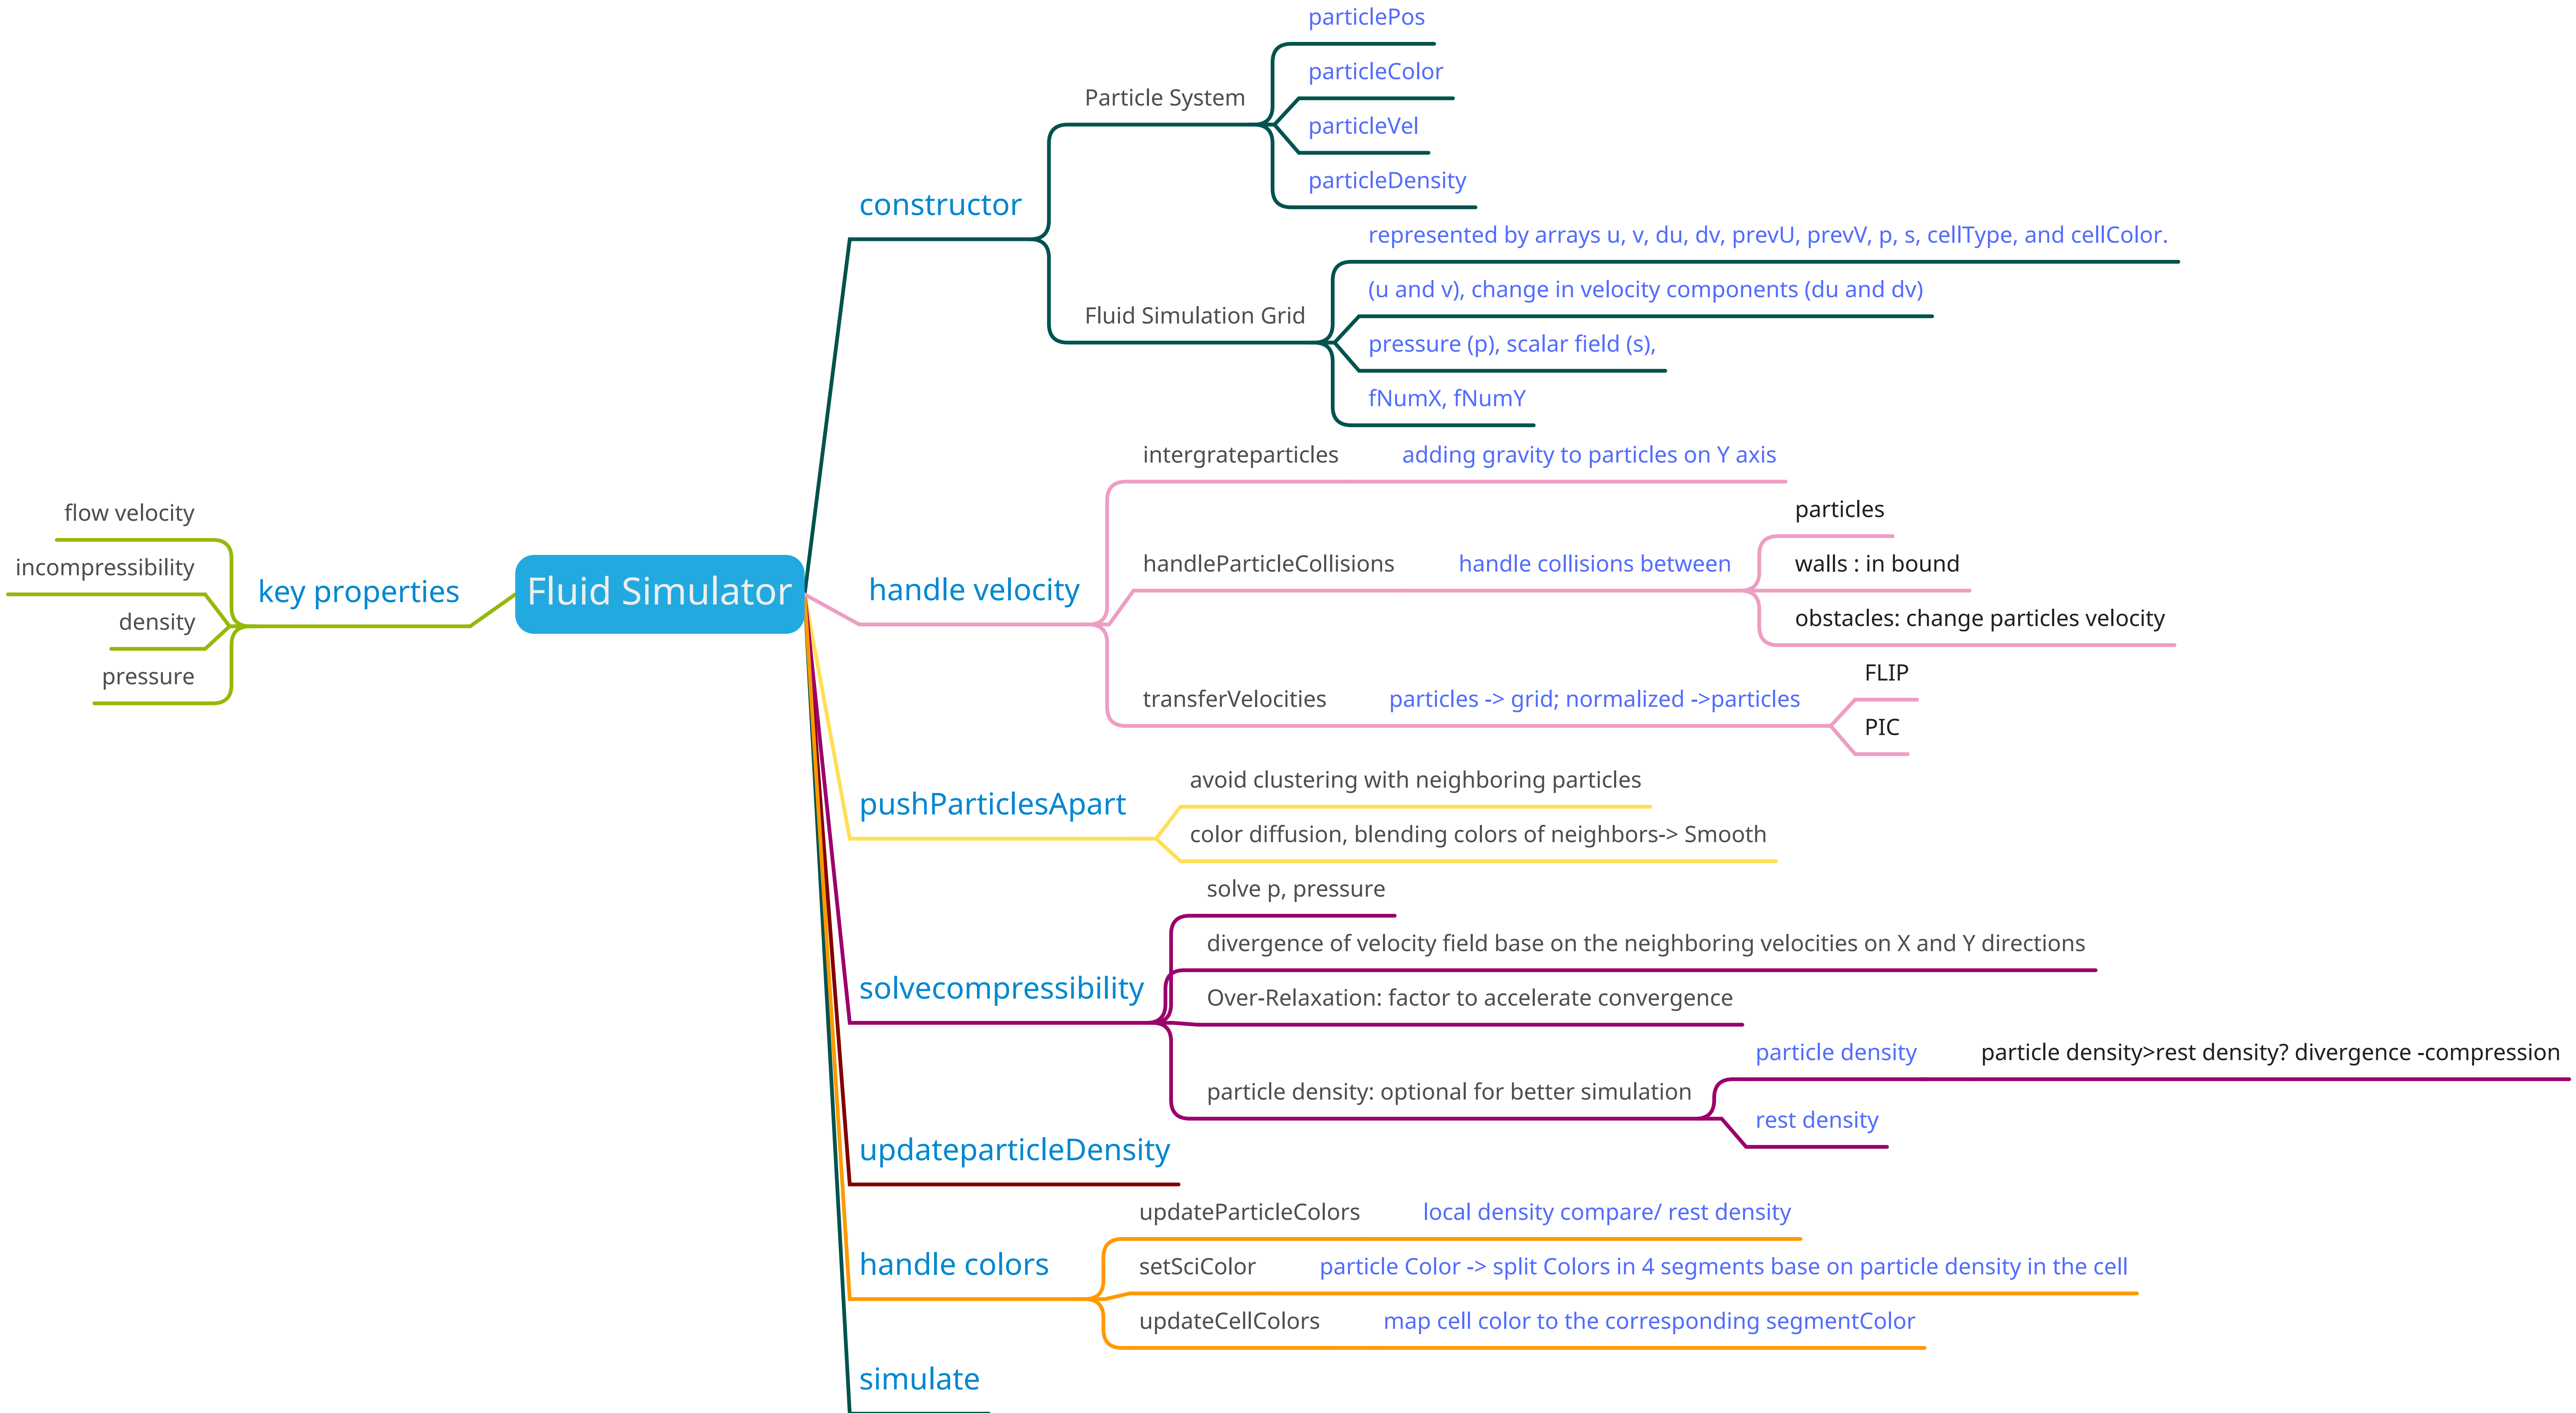 Fluid Simulator
key properties
flow velocity
incompressibility
density
pressure
constructor
Particle System
particlePos
particleColor
particleVel
particleDensity
Fluid Simulation Grid
represented by arrays u, v, du, dv, prevU, prevV, p, s, cellType, and cellColor.
(u and v), change in velocity components (du and dv)
pressure (p), scalar field (s),
fNumX, fNumY
handle velocity
intergrateparticles
adding gravity to particles on Y axis
handleParticleCollisions
handle collisions between
particles
walls : in bound
obstacles: change particles velocity
transferVelocities
particles -> grid; normalized ->particles
FLIP
PIC
pushParticlesApart
avoid clustering with neighboring particles
color diffusion, blending colors of neighbors-> Smooth
solvecompressibility
solve p, pressure
divergence of velocity field base on the neighboring velocities on X and Y directions
Over-Relaxation: factor to accelerate convergence
particle density: optional for better simulation
particle density
particle density>rest density? divergence -compression
rest density
updateparticleDensity
handle colors
updateParticleColors
local density compare/ rest density
setSciColor
particle Color -> split Colors in 4 segments base on particle density in the cell
updateCellColors
map cell color to the corresponding segmentColor
simulate